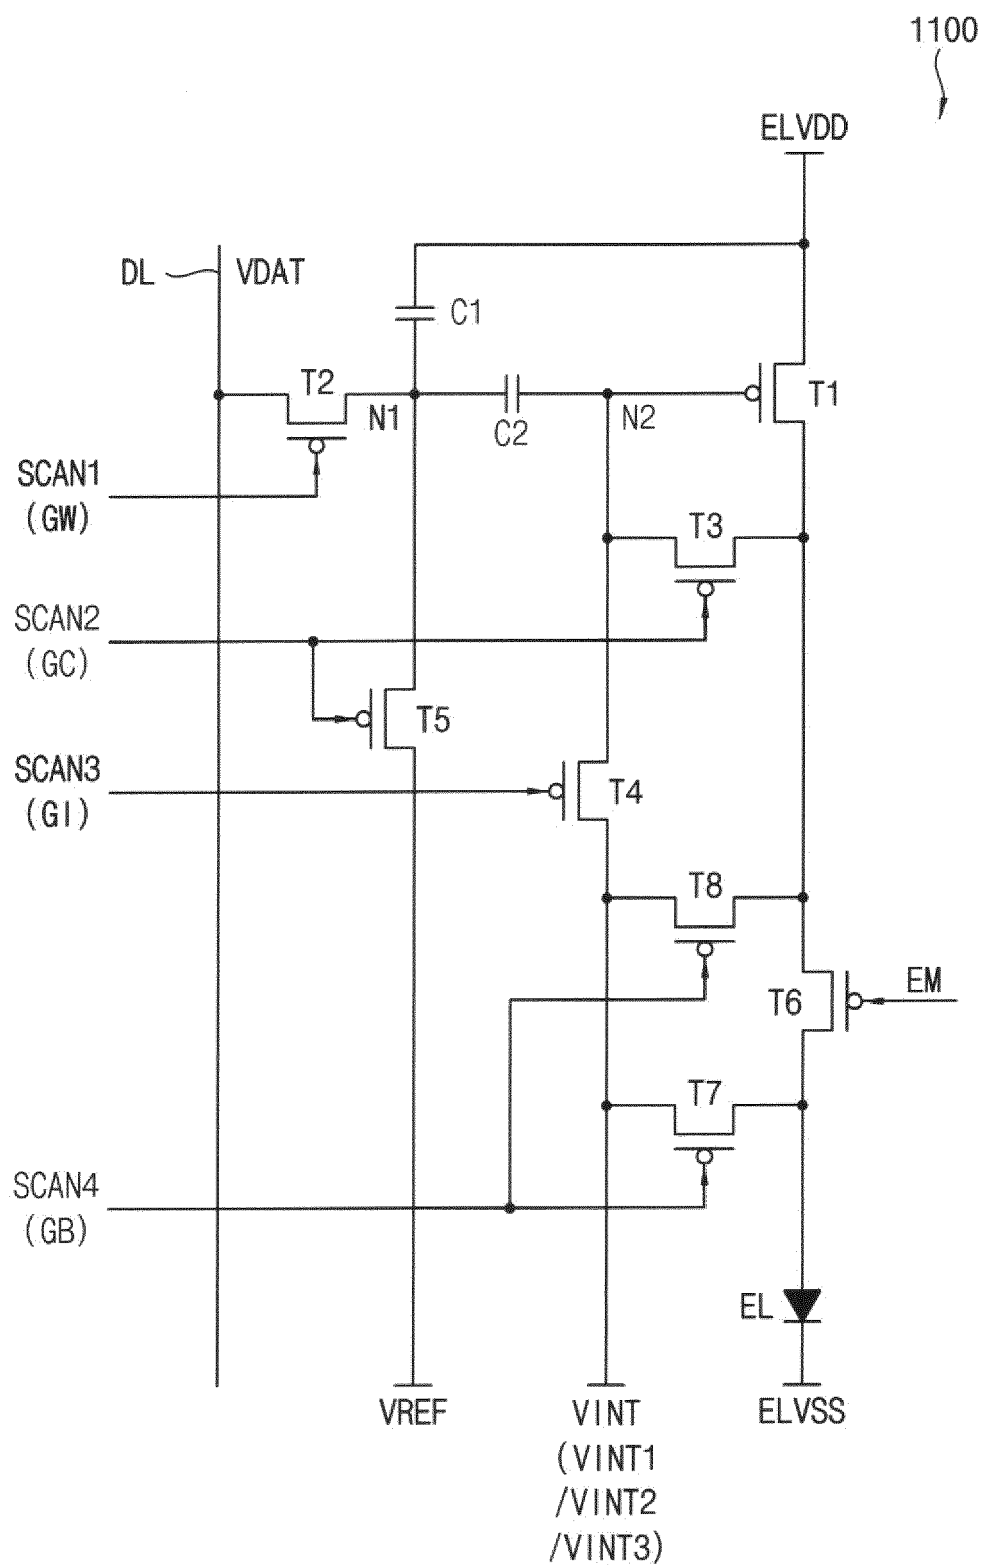 1100
ELVDD
DL
VDAT
C1
T2
T1
N1
C2
N2
SCAN1
(GW)
T3
SCAN2
(GC)
T5
SCAN3
(GI)
T4
T8
T6
EM
T7
SCAN4
(GB)
EL
VREF
VINT
(VINT1
/VINT2
/VINT3)
ELVSS